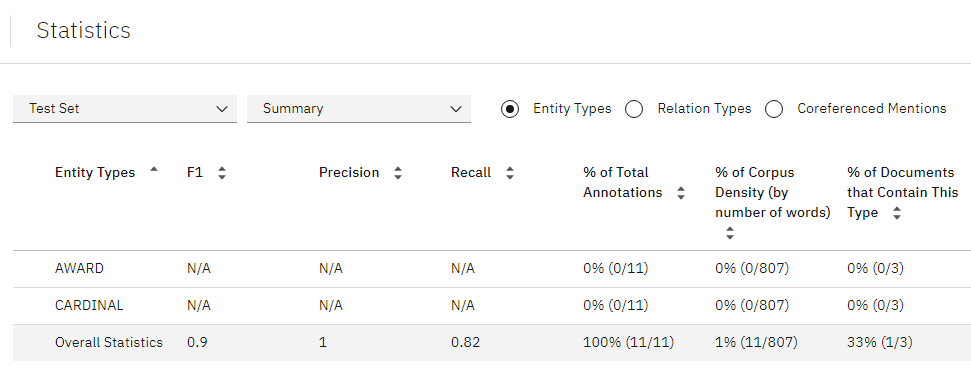 Statistics
Test Set Summary Entity Types Relation Types Coreferenced Mentions
Entity Types F1 Precision Recall % of Total Annotations % of Corpus Density (by number of words) % of Documents that Contain This Type
AWARD N/A N/A N/A 0% (0/11) 0% (0/807) 0% (0/3)
CARDINAL N/A N/A N/A 0% (0/11) 0% (0/807) 0% (0/3)
Overall Statistics 0.9 1 0.82 100% (11/11) 1% (11/807) 33% (1/3)